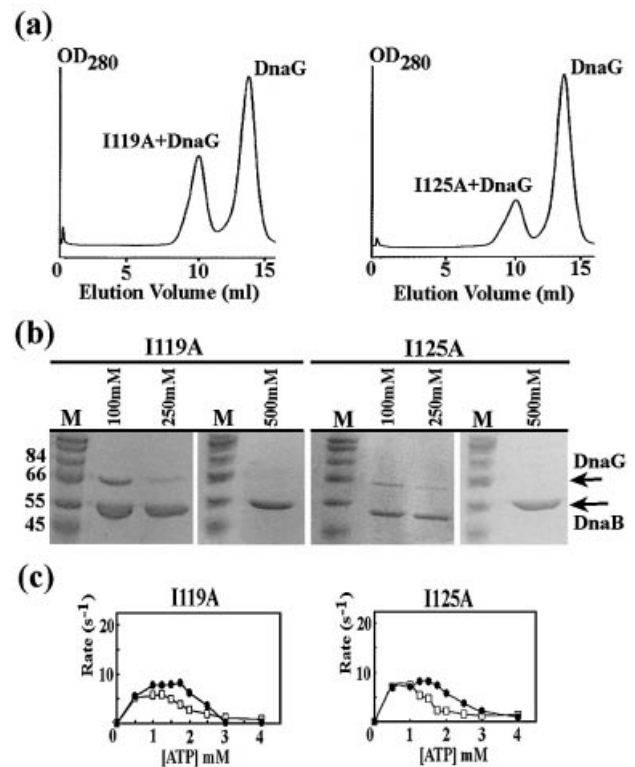 (a)
OD280 DnaG
I119A+DnaG
0 5 10 15
Elution Volume (ml)
OD280 DnaG
I125A+DnaG
0 5 10 15
Elution Volume (ml)
(b)
I119A I125A
M 100mM 250mM M 500mM M 100mM 250mM M 500mM
84
66
55
45
DnaG
DnaB
(c)
I119A
Rate (s-1)
20
10
0 1 2 3 4
[ATP] mM
I125A
Rate (s-1)
20
10
0 1 2 3 4
[ATP] mM